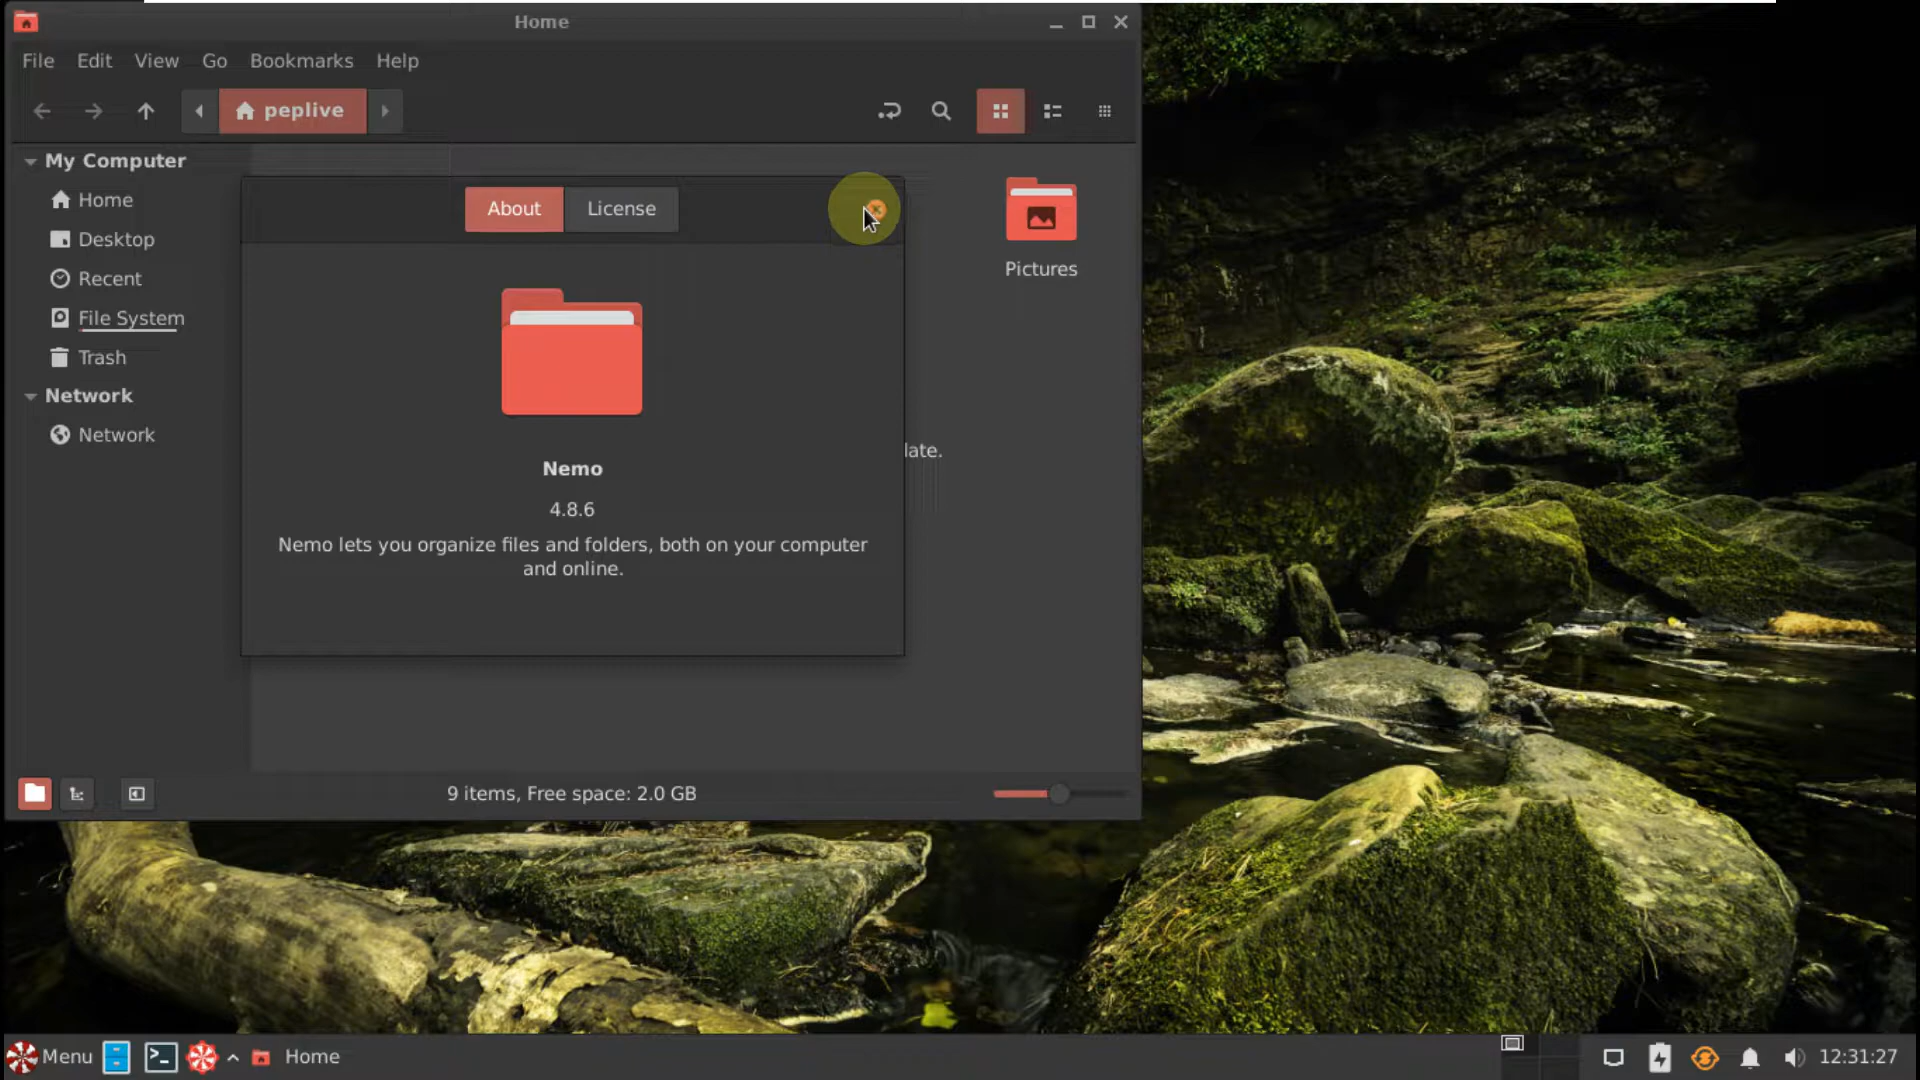 Home
File Edit View Go Bookmarks Help
peplive
My Computer
Home
Desktop
Recent
File System
Trash
Network
Network
About License
Nemo
4.8.6
Nemo lets you organize files and folders, both on your computer
and online.
late.
Pictures
9 items, Free space: 2.0 GB
Menu Home 12:31:27